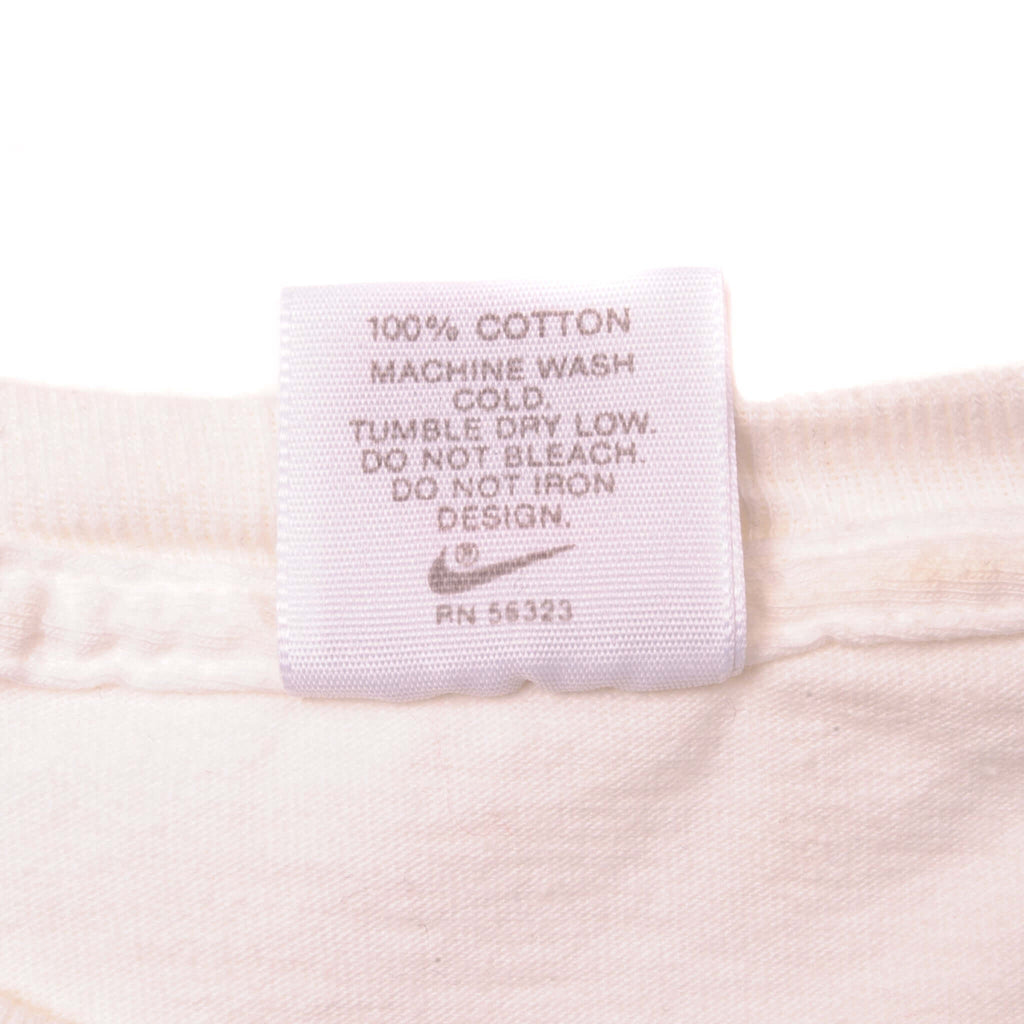 100% COTTON
MACHINE WASH
COLD.
TUMBLE DRY LOW.
DO NOT BLEACH.
DO NOT IRON
DESIGN.
®
RN 56323